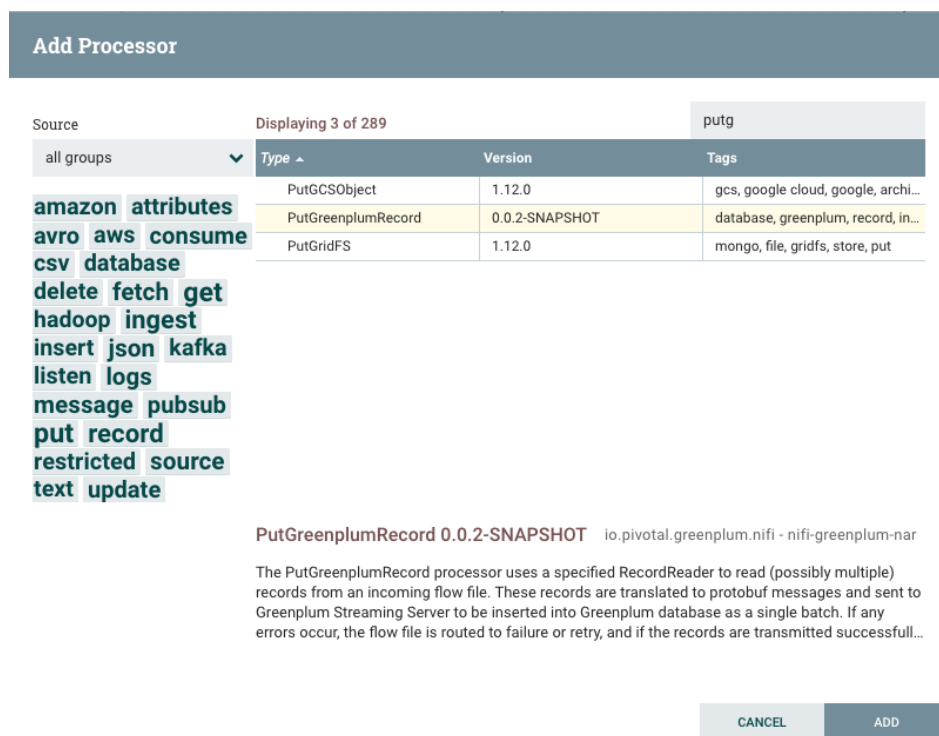 Add Processor
Source
Displaying 3 of 289
putg
all groups
Type Version Tags
PutGCSObject 1.12.0 gcs, google cloud, google, archi...
PutGreenplumRecord 0.0.2-SNAPSHOT database, greenplum, record, in...
PutGridFS 1.12.0 mongo, file, gridfs, store, put
amazon attributes
avro aws consume
csv database
delete fetch get
hadoop ingest
insert json kafka
listen logs
message pubsub
put record
restricted source
text update
PutGreenplumRecord 0.0.2-SNAPSHOT io.pivotal.greenplum.nifi - nifi-greenplum-nar
The PutGreenplumRecord processor uses a specified RecordReader to read (possibly multiple)
records from an incoming flow file. These records are translated to protobuf messages and sent to
Greenplum Streaming Server to be inserted into Greenplum database as a single batch. If any
errors occur, the flow file is routed to failure or retry, and if the records are transmitted successfull...
CANCEL ADD